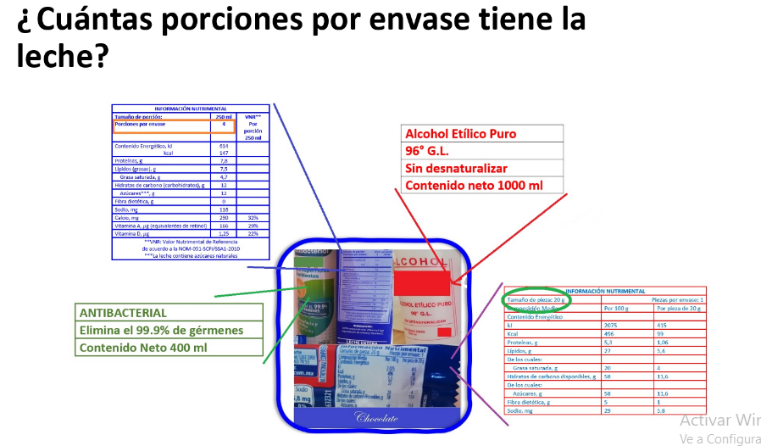 ¿Cuántas porciones por envase tiene la
leche?
INFORMACIÓN NUTRIMENTAL
Tamaño de porción: 250 ml VNR**
Porciones por envase 4 Por
porción
250 ml
Contenido Energético, kJ 614
kcal 147
Proteínas, g 7,8
Lípidos (grasas), g 7,5
Grasa saturada, g 4,7
Hidratos de carbono (carbohidratos), g 12
Azúcares***, g 12
Fibra dietética, g 0
Sodio, mg 118
Calcio, mg 290 32%
Vitamina A, µg (equivalentes de retinol) 166 29%
Vitamina D, µg 1,25 22%
**VNR: Valor Nutrimental de Referencia
de acuerdo a la NOM-051-SCFI/SSA1-2010
***La leche contiene azúcares naturales
Alcohol Etílico Puro
96° G.L.
Sin desnaturalizar
Contenido neto 1000 ml
ANTIBACTERIAL
Elimina el 99.9% de gérmenes
Contenido Neto 400 ml
ALCOHOL
ETÍLICO PURO
96° G.L.
Nutrimental
Chocolate
INFORMACIÓN NUTRIMENTAL
Tamaño de pieza: 20 g Piezas por envase: 1
Por 100 g Por pieza de 20 g
Contenido Energético
kJ 2075 415
Kcal 496 99
Proteínas, g 5,3 1,06
Lípidos, g 27 5,4
De los cuales:
Grasa saturada, g 20 4
Hidratos de carbono disponibles, g 58 11,6
De los cuales:
Azúcares, g 58 11,6
Fibra dietética, g 5 1
Sodio, mg 29 5,8
Activar Wir
Ve a Configura